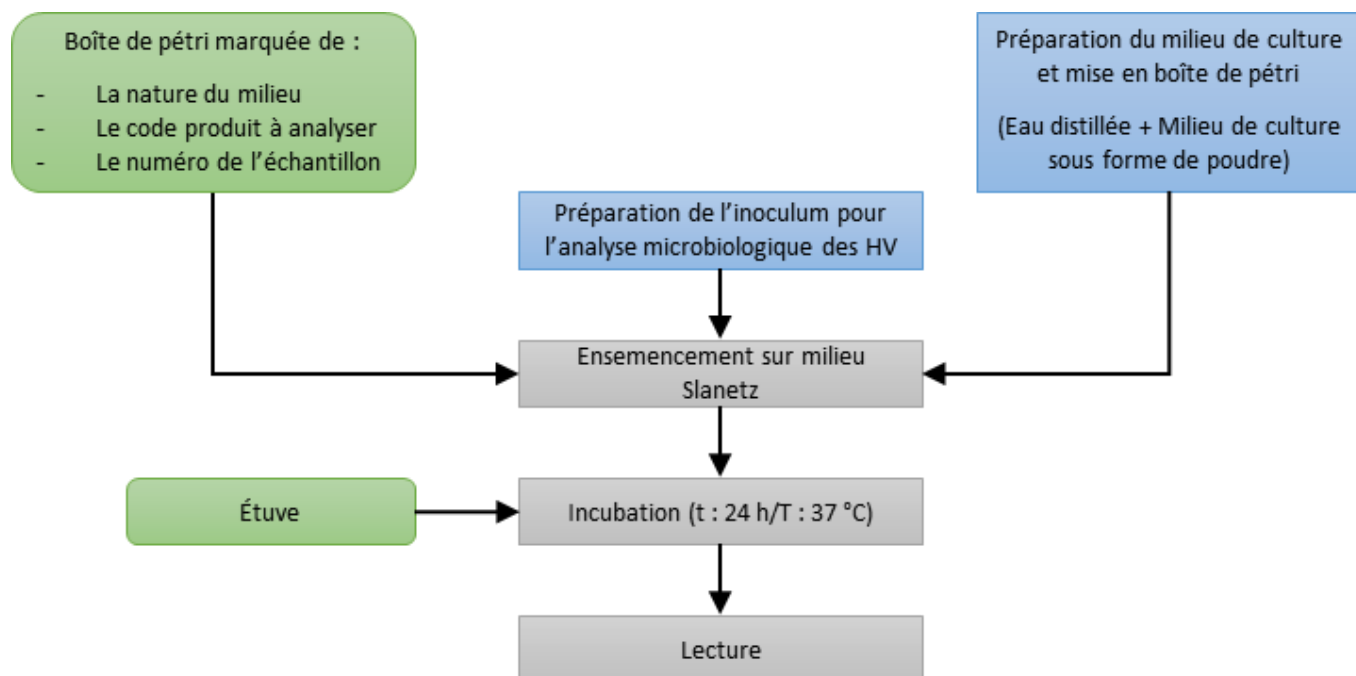 Boîte de pétri marquée de :
- La nature du milieu
- Le code produit à analyser
- Le numéro de l'échantillon
Préparation du milieu de culture
et mise en boîte de pétri
(Eau distillée + Milieu de culture
sous forme de poudre)
Préparation de l'inoculum pour
l'analyse microbiologique des HV
Ensemencement sur milieu
Slanetz
Étuve
Incubation (t : 24 h/T : 37 °C)
Lecture